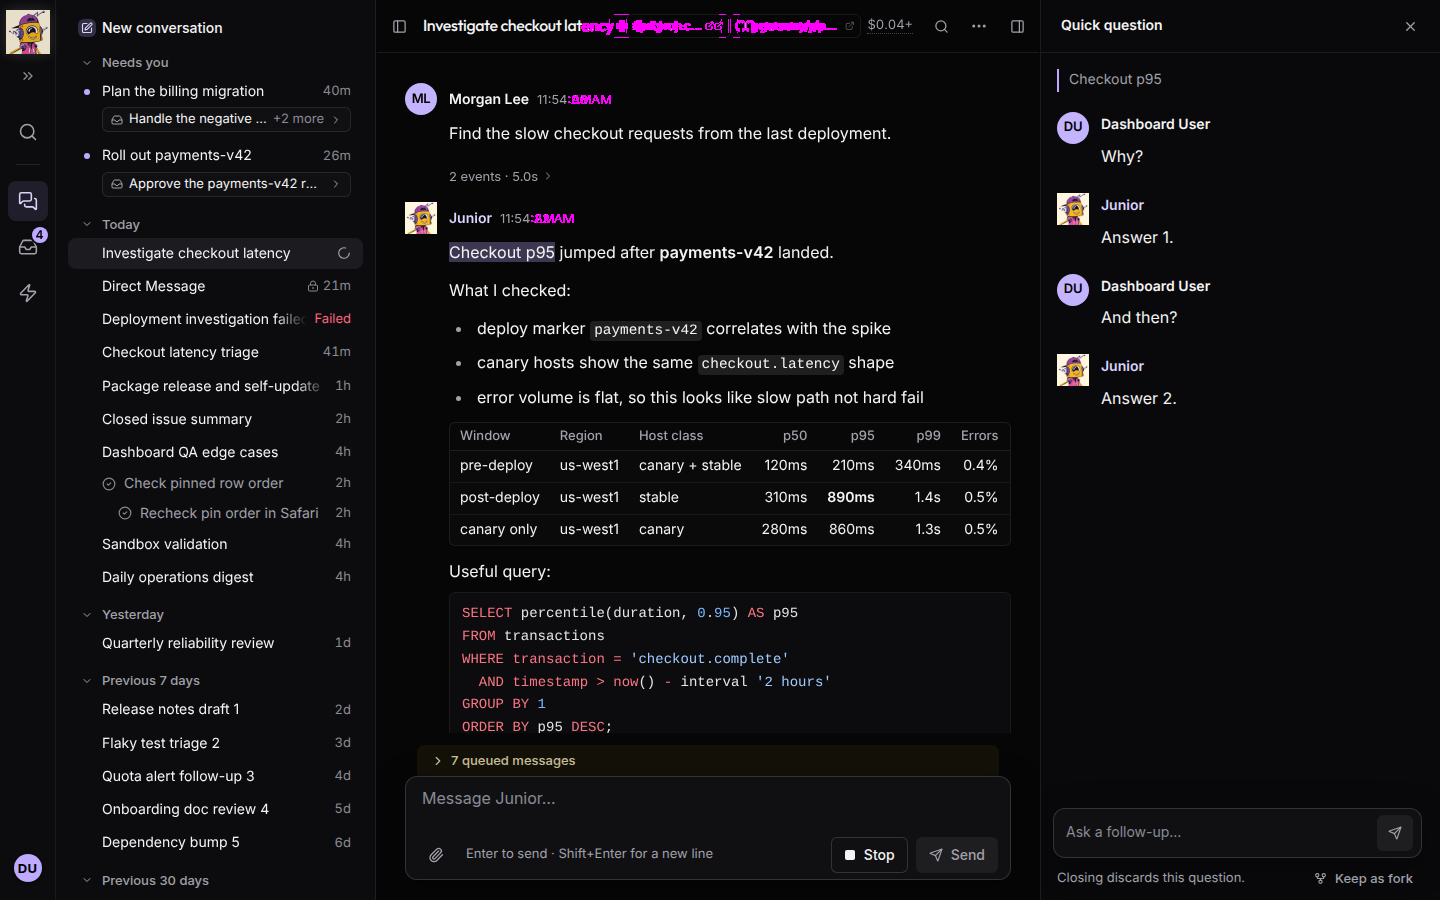 New conversation
Needs you
Plan the billing migration 40m
Handle the negative ... +2 more
Roll out payments-v42 26m
Approve the payments-v42 r...
Today
Investigate checkout latency
Direct Message 21m
Deployment investigation failed Failed
Checkout latency triage 41m
Package release and self-update 1h
Closed issue summary 2h
Dashboard QA edge cases 4h
Check pinned row order 2h
Recheck pin order in Safari 2h
Sandbox validation 4h
Daily operations digest 4h
Yesterday
Quarterly reliability review 1d
Previous 7 days
Release notes draft 1 2d
Flaky test triage 2 3d
Quota alert follow-up 3 4d
Onboarding doc review 4 5d
Dependency bump 5 6d
Previous 30 days
4
DU
Investigate checkout latency $0.04+
ML Morgan Lee 11:54
Find the slow checkout requests from the last deployment.
2 events · 5.0s
Junior 11:54
Checkout p95 jumped after payments-v42 landed.
What I checked:
• deploy marker payments-v42 correlates with the spike
• canary hosts show the same checkout.latency shape
• error volume is flat, so this looks like slow path not hard fail
Window Region Host class p50 p95 p99 Errors
pre-deploy us-west1 canary + stable 120ms 210ms 340ms 0.4%
post-deploy us-west1 stable 310ms 890ms 1.4s 0.5%
canary only us-west1 canary 280ms 860ms 1.3s 0.5%
Useful query:
SELECT percentile(duration, 0.95) AS p95
FROM transactions
WHERE transaction = 'checkout.complete'
AND timestamp > now() - interval '2 hours'
GROUP BY 1
ORDER BY p95 DESC;
7 queued messages
Message Junior...
Enter to send · Shift+Enter for a new line
Stop
Send
Quick question
Checkout p95
DU Dashboard User
Why?
Junior
Answer 1.
DU Dashboard User
And then?
Junior
Answer 2.
Ask a follow-up...
Closing discards this question. Keep as fork